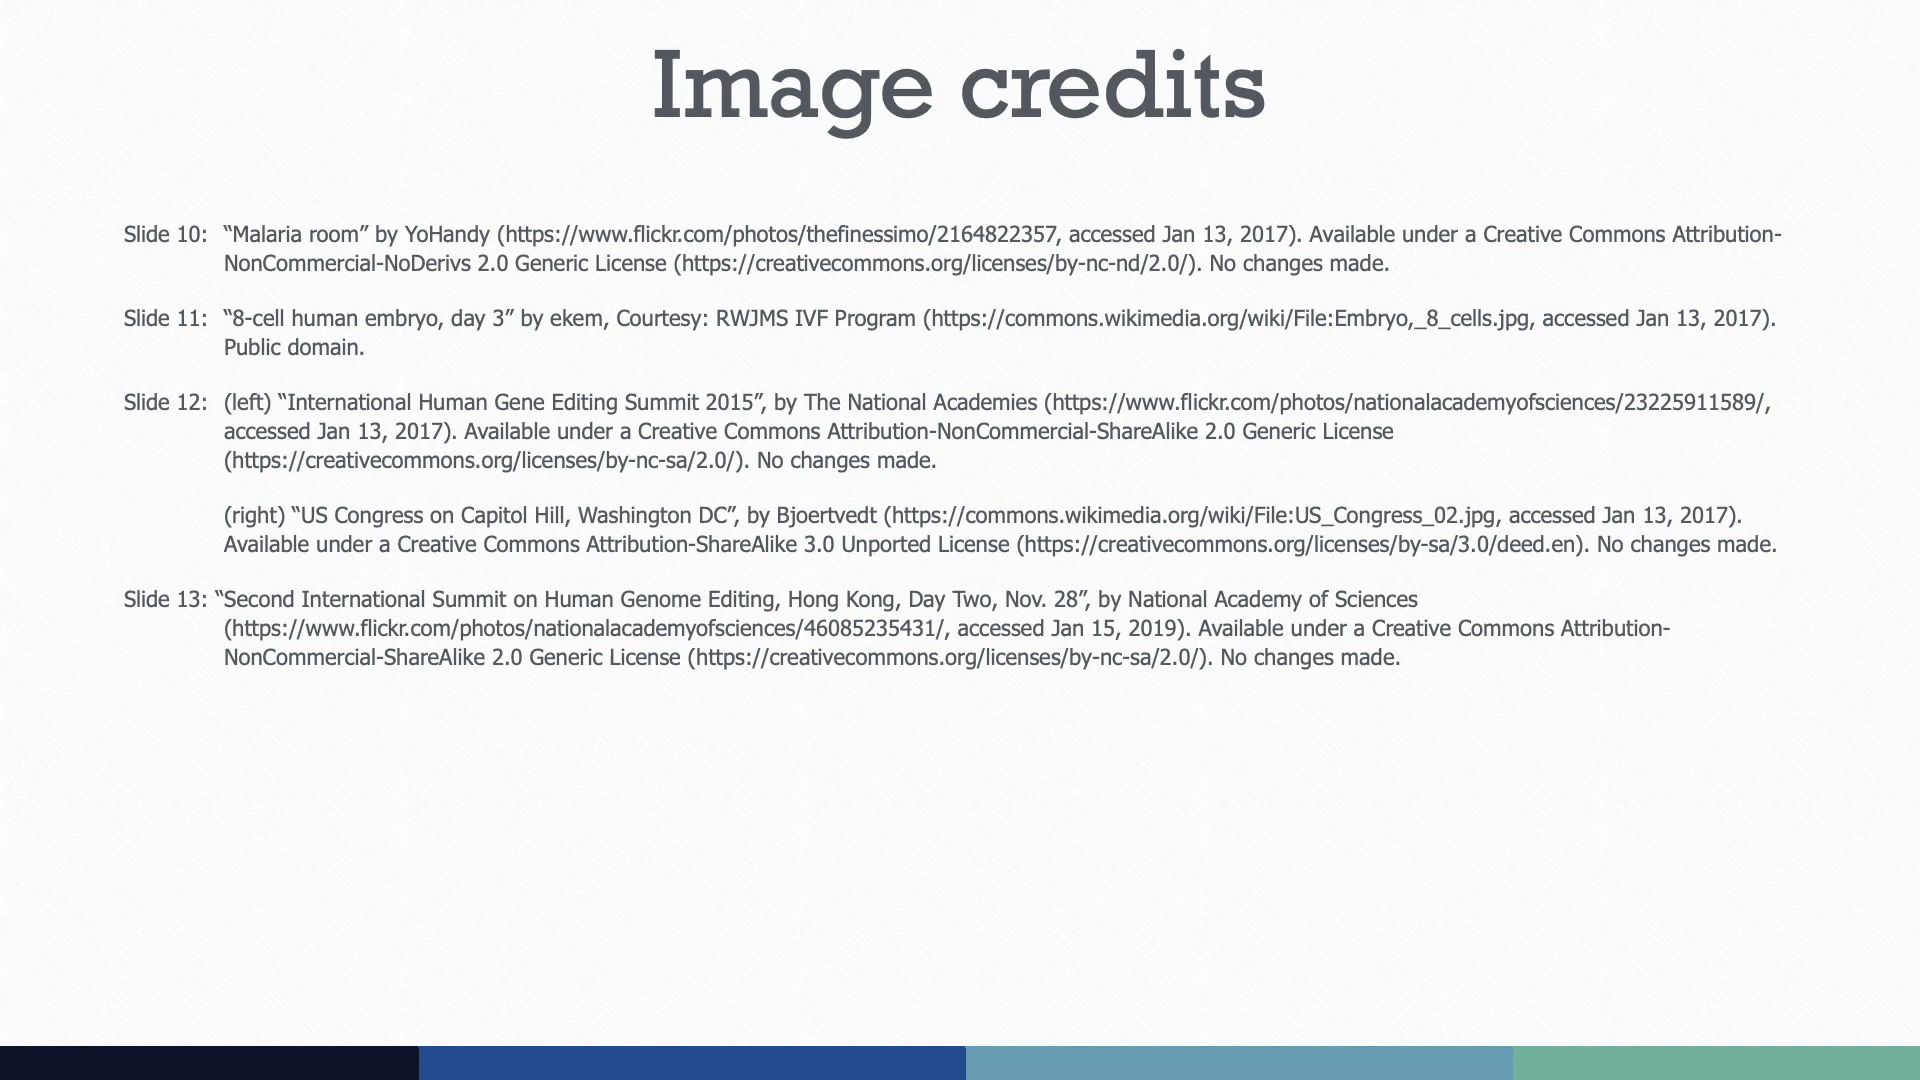 Image credits
Slide 10: “Malaria room” by YoHandy (https://www.flickr.com/photos/thefinessimo/2164822357, accessed Jan 13, 2017). Available under a Creative Commons Attribution-
NonCommercial-NoDerivs 2.0 Generic License (https://creativecommons.org/licenses/by-nc-nd/2.0/). No changes made.
Slide 11: “8-cell human embryo, day 3” by ekem, Courtesy: RWJMS IVF Program (https://commons.wikimedia.org/wiki/File:Embryo,_8_cells.jpg, accessed Jan 13, 2017).
Public domain.
Slide 12: (left) “International Human Gene Editing Summit 2015”, by The National Academies (https://www.flickr.com/photos/nationalacademyofsciences/23225911589/,
accessed Jan 13, 2017). Available under a Creative Commons Attribution-NonCommercial-ShareAlike 2.0 Generic License
(https://creativecommons.org/licenses/by-nc-sa/2.0/). No changes made.
(right) “US Congress on Capitol Hill, Washington DC”, by Bjoertvedt (https://commons.wikimedia.org/wiki/File:US_Congress_02.jpg, accessed Jan 13, 2017).
Available under a Creative Commons Attribution-ShareAlike 3.0 Unported License (https://creativecommons.org/licenses/by-sa/3.0/deed.en). No changes made.
Slide 13: “Second International Summit on Human Genome Editing, Hong Kong, Day Two, Nov. 28”, by National Academy of Sciences
(https://www.flickr.com/photos/nationalacademyofsciences/46085235431/, accessed Jan 15, 2019). Available under a Creative Commons Attribution-
NonCommercial-ShareAlike 2.0 Generic License (https://creativecommons.org/licenses/by-nc-sa/2.0/). No changes made.